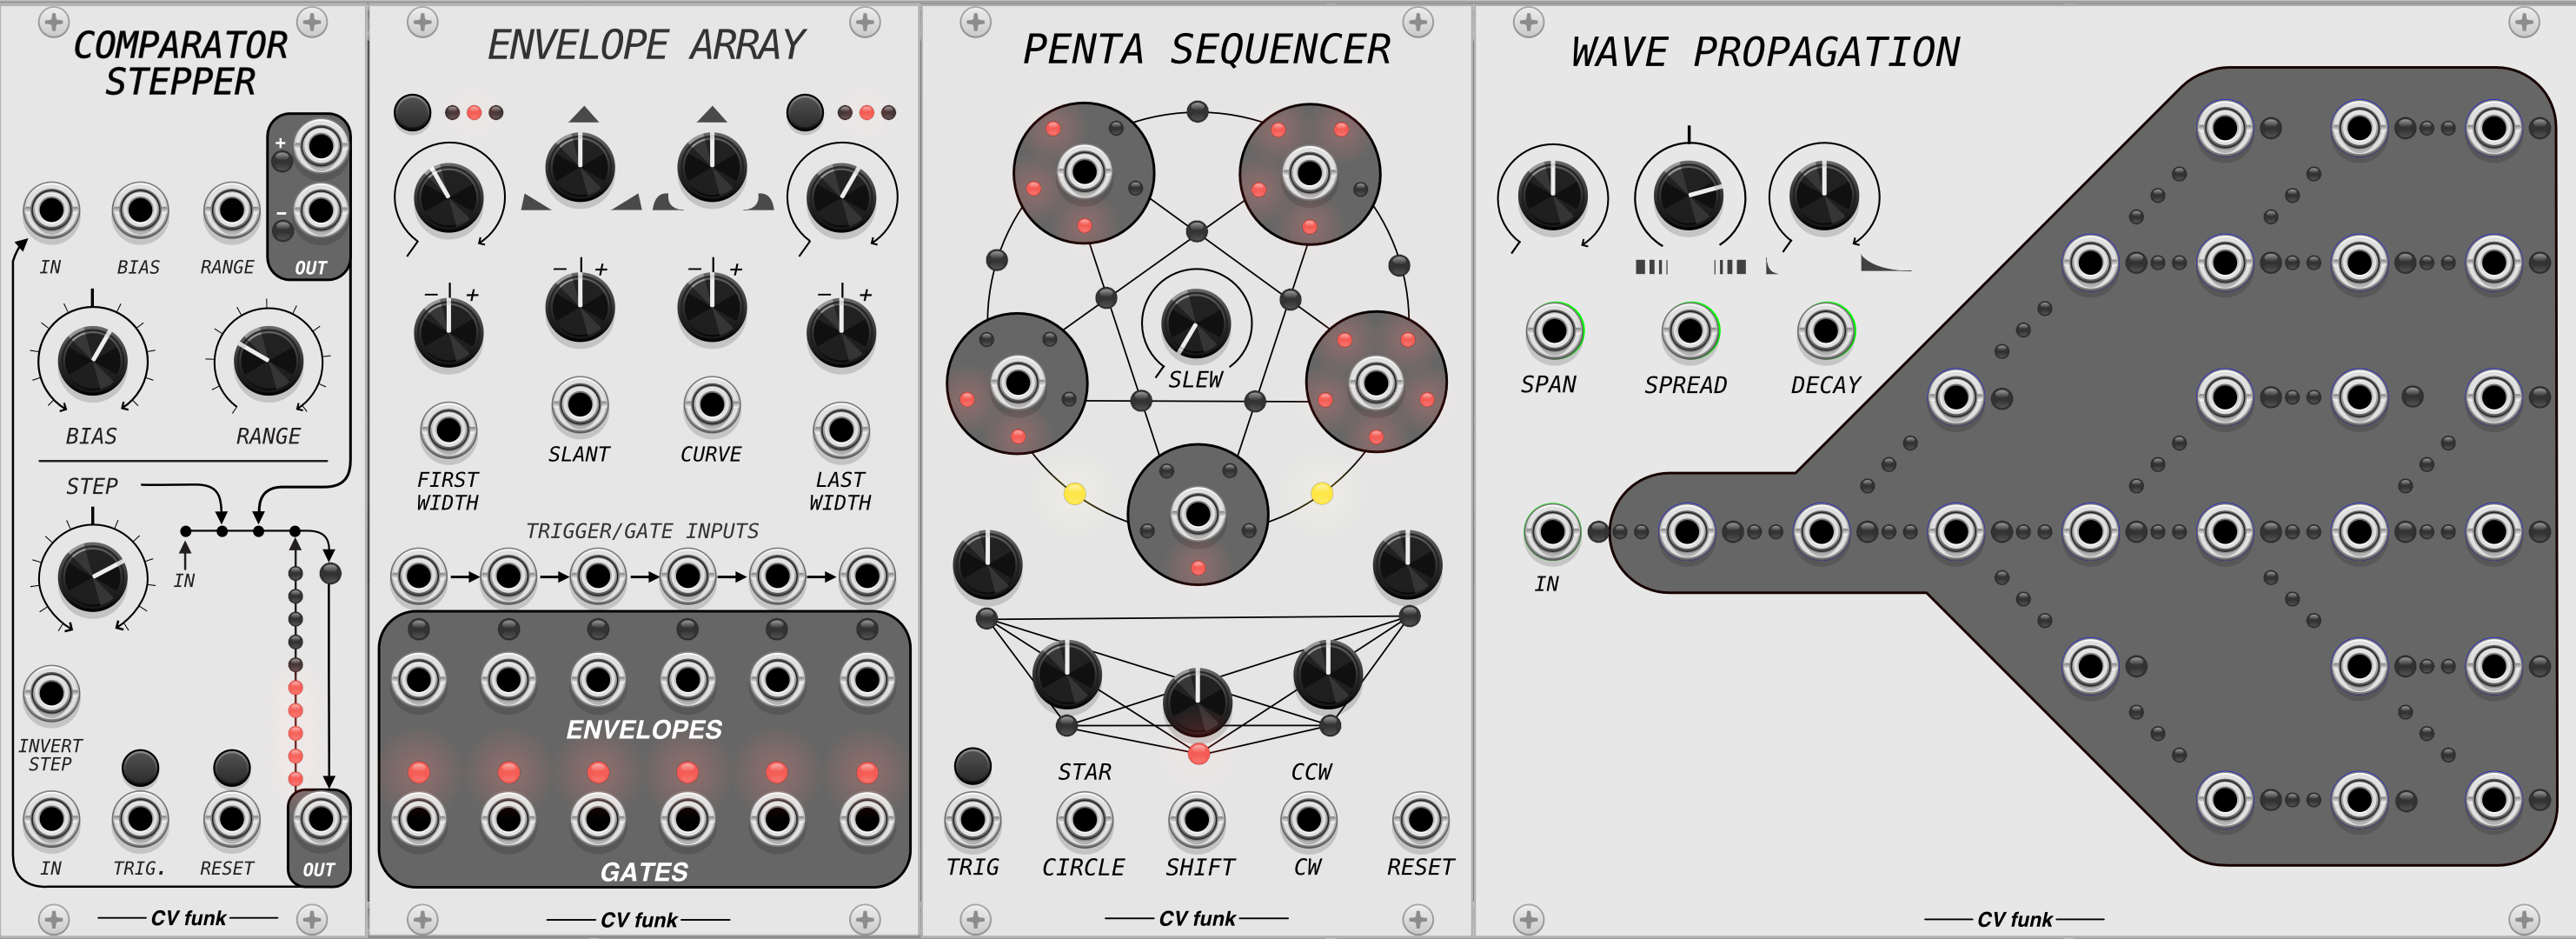 COMPARATOR
STEPPER
+
-
IN
BIAS
RANGE
OUT
BIAS
RANGE
STEP
IN
INVERT
STEP
IN
TRIG.
RESET
OUT
CV funk
ENVELOPE ARRAY
- +
- +
- +
- +
SLANT
CURVE
FIRST
WIDTH
LAST
WIDTH
TRIGGER/GATE INPUTS
ENVELOPES
GATES
CV funk
PENTA SEQUENCER
SLEW
STAR
CCW
TRIG
CIRCLE
SHIFT
CW
RESET
CV funk
WAVE PROPAGATION
SPAN
SPREAD
DECAY
IN
CV funk